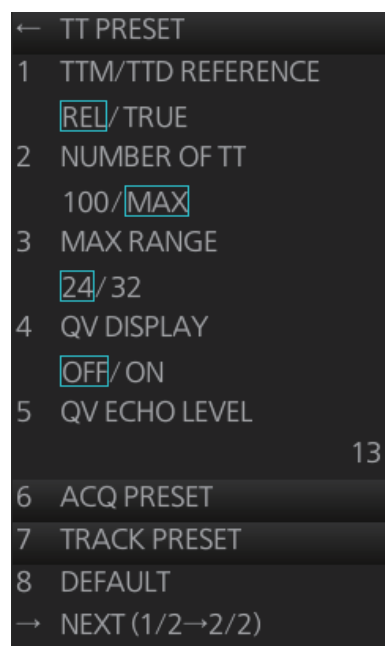 ← TT PRESET
1 TTM/TTD REFERENCE
REL/TRUE
2 NUMBER OF TT
100/MAX
3 MAX RANGE
24/32
4 QV DISPLAY
OFF/ON
5 QV ECHO LEVEL
13
6 ACQ PRESET
7 TRACK PRESET
8 DEFAULT
→ NEXT (1/2→2/2)